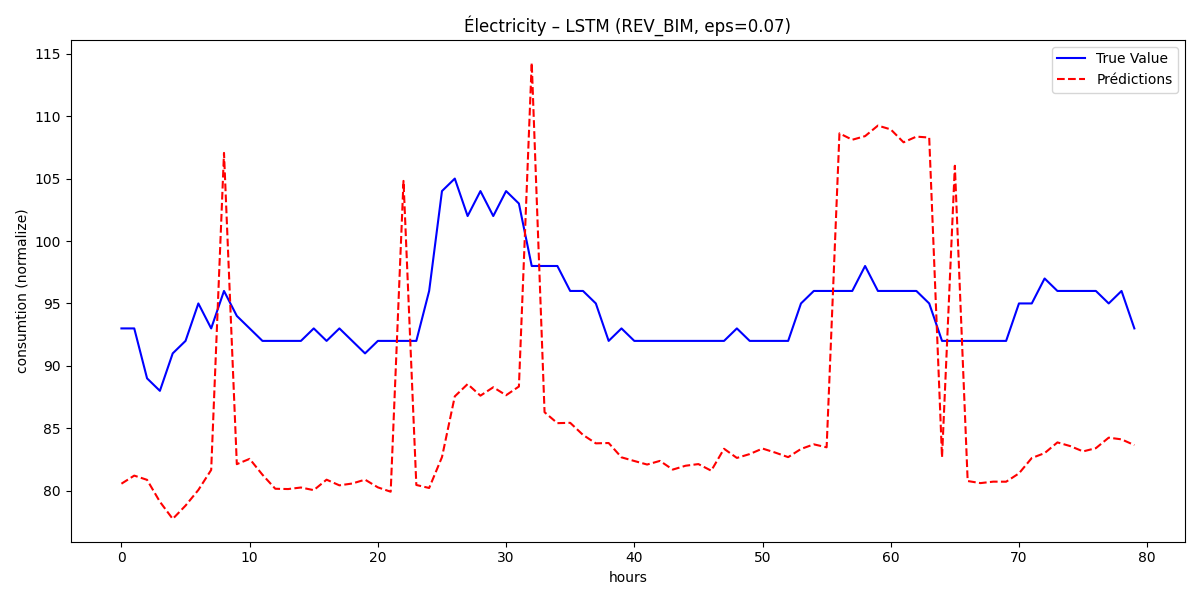 Électricity – LSTM (REV_BIM, eps=0.07)
True Value
Prédictions
consumtion (normalize)
115
110
105
100
95
90
85
80
0 10 20 30 40 50 60 70 80
hours